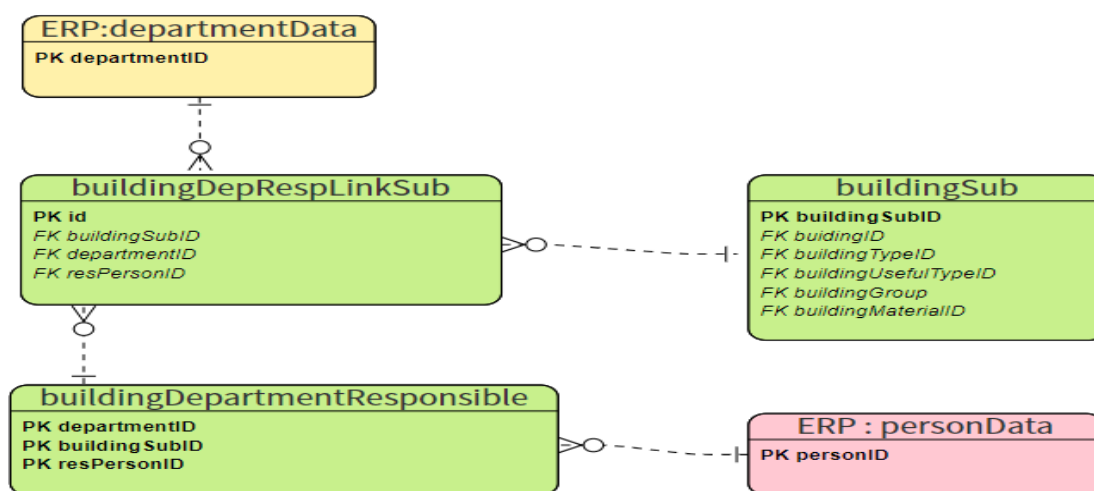 ERP:departmentData
PK departmentID
buildingDepRespLinkSub
PK id
FK buildingSubID
FK departmentID
FK resPersonID
buildingSub
PK buildingSubID
FK buidingID
FK buildingTypeID
FK buildingUsefulTypeID
FK buildingGroup
FK buildingMaterialID
buildingDepartmentResponsible
PK departmentID
PK buildingSubID
PK resPersonID
ERP : personData
PK personID